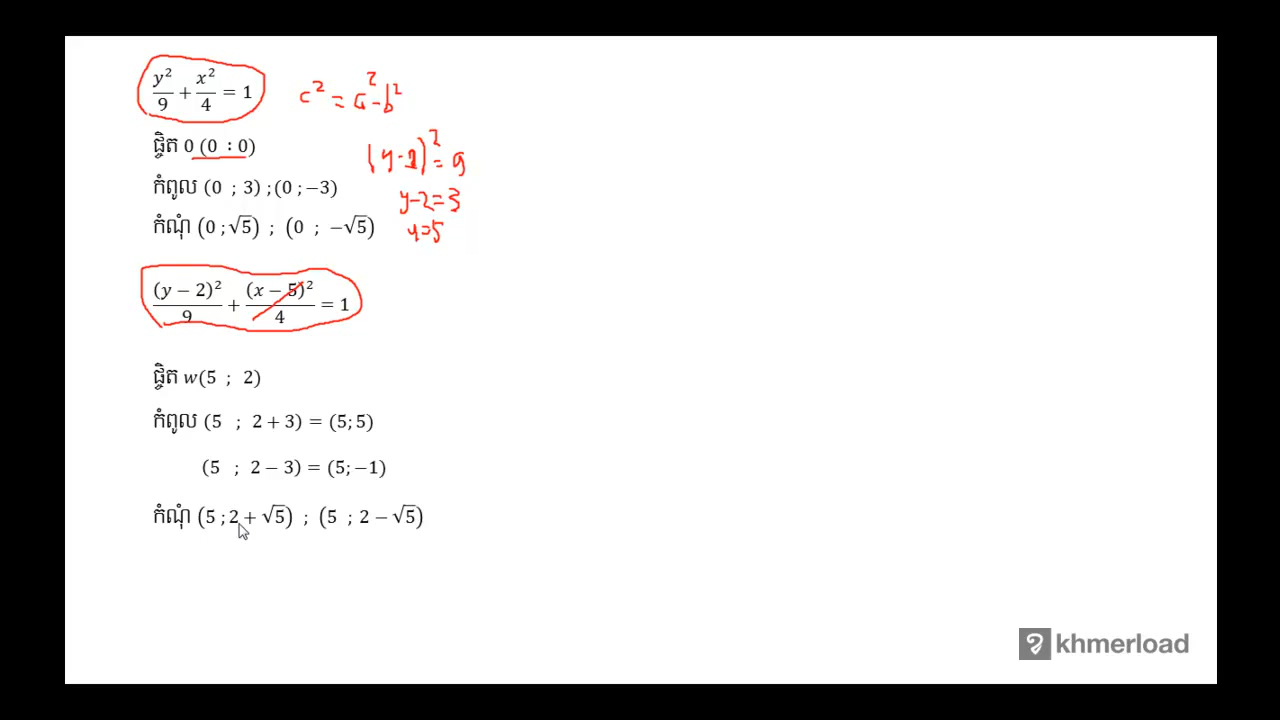 y²/9 + x²/4 = 1
c² = a² - b²
ផ្ចិត 0 (0 : 0)
(y - 2)² = 9
កំពូល (0 ; 3) ;(0 ; −3)
y - 2 = 3
កំណុំ (0 ; √5) ; (0 ; −√5)
y = 5
(y − 2)²/9 + (x − 5)²/4 = 1
ផ្ចិត w(5 ; 2)
កំពូល (5 ; 2 + 3) = (5; 5)
(5 ; 2 − 3) = (5; −1)
កំណុំ (5 ; 2 + √5) ; (5 ; 2 − √5)
khmerload